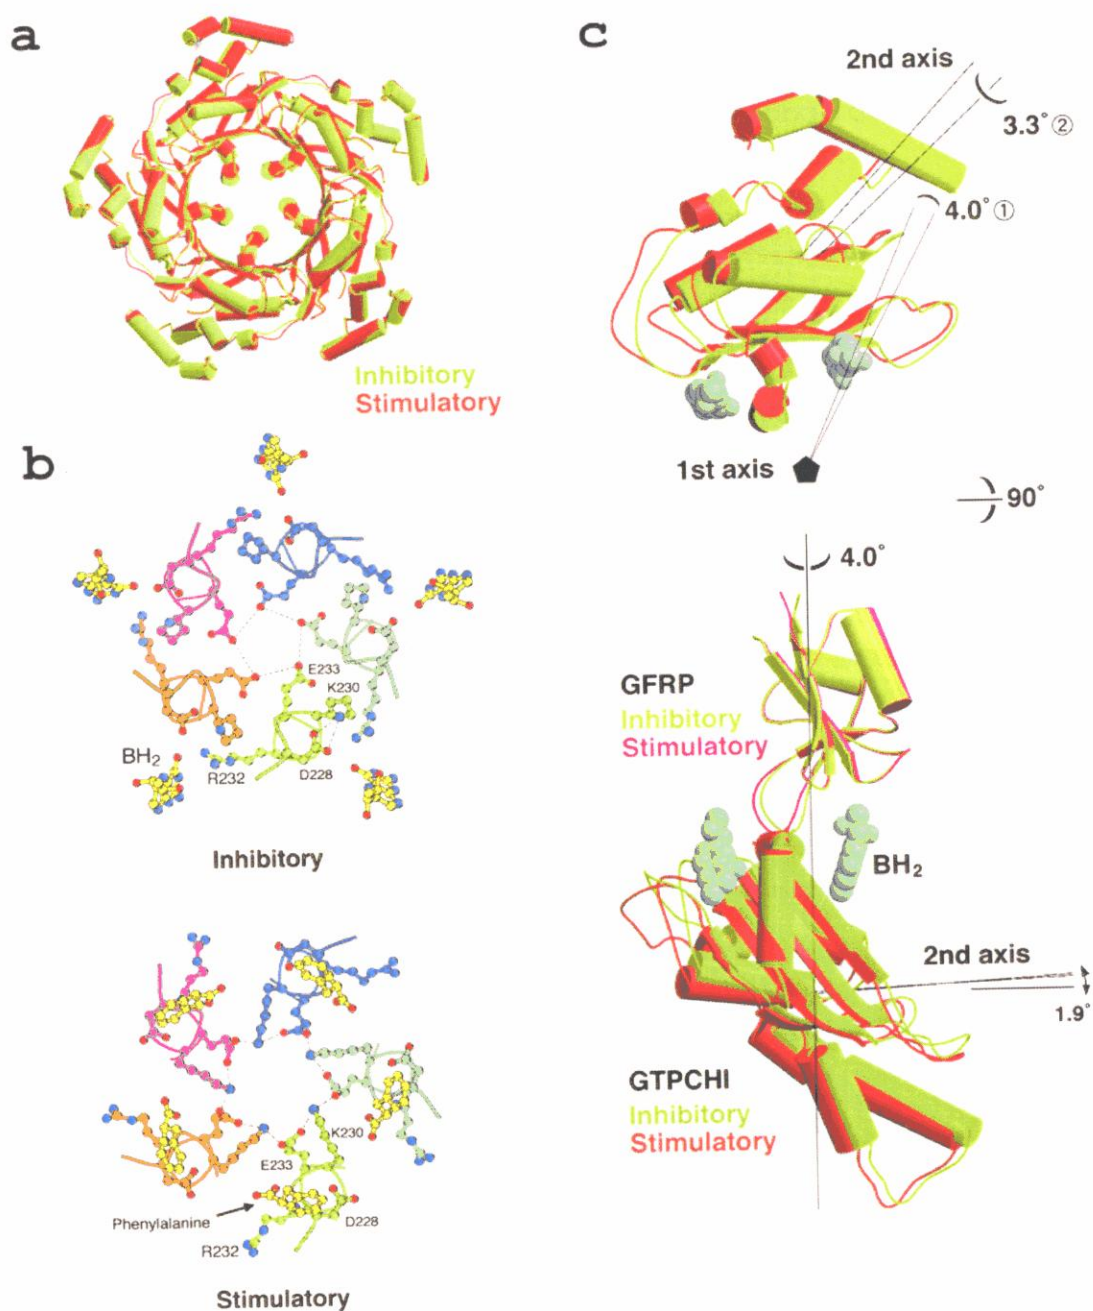 a
Inhibitory
Stimulatory
b
E233
K230
BH₂
R232
D228
Inhibitory
K230
E233
Phenylalanine
D228
R232
Stimulatory
c
2nd axis
3.3° ②
4.0° ①
1st axis
90°
4.0°
GFRP
Inhibitory
Stimulatory
BH₂
2nd axis
1.9°
GTPCHI
Inhibitory
Stimulatory